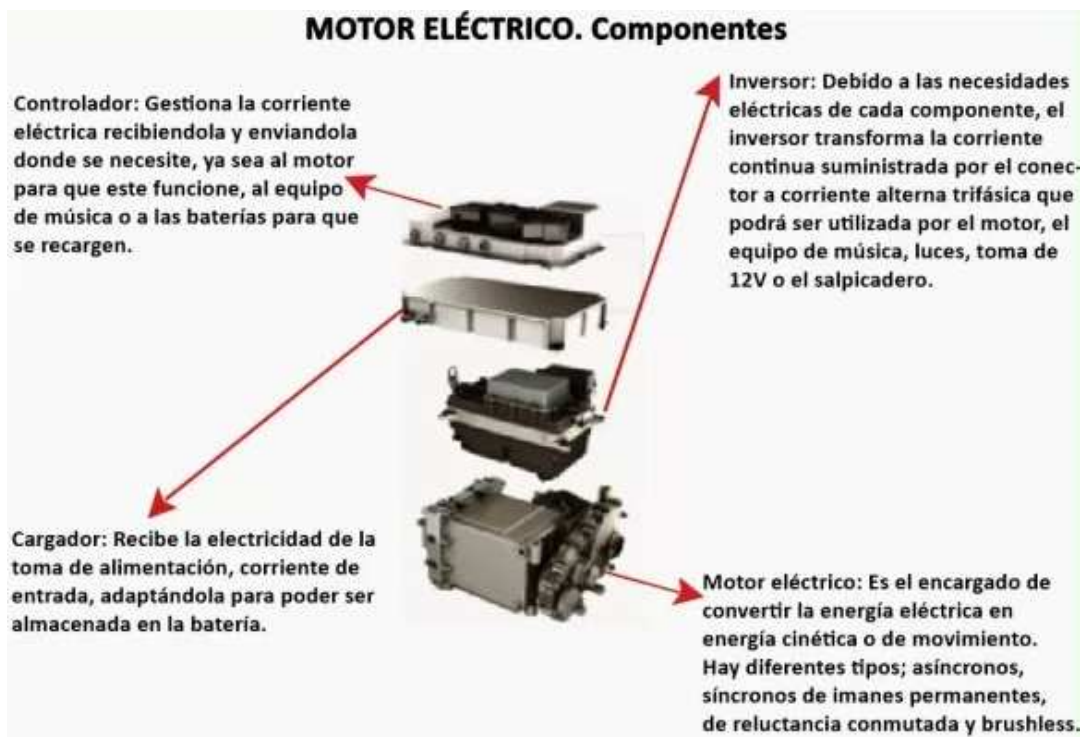 MOTOR ELÉCTRICO. Componentes
Controlador: Gestiona la corriente
eléctrica recibiendola y enviandola
donde se necesite, ya sea al motor
para que este funcione, al equipo
de música o a las baterías para que
se recargen.
Inversor: Debido a las necesidades
eléctricas de cada componente, el
inversor transforma la corriente
continua suministrada por el conec-
tor a corriente alterna trifásica que
podrá ser utilizada por el motor, el
equipo de música, luces, toma de
12V o el salpicadero.
Cargador: Recibe la electricidad de la
toma de alimentación, corriente de
entrada, adaptándola para poder ser
almacenada en la batería.
Motor eléctrico: Es el encargado de
convertir la energía eléctrica en
energía cinética o de movimiento.
Hay diferentes tipos; asíncronos,
síncronos de imanes permanentes,
de reluctancia conmutada y brushless.